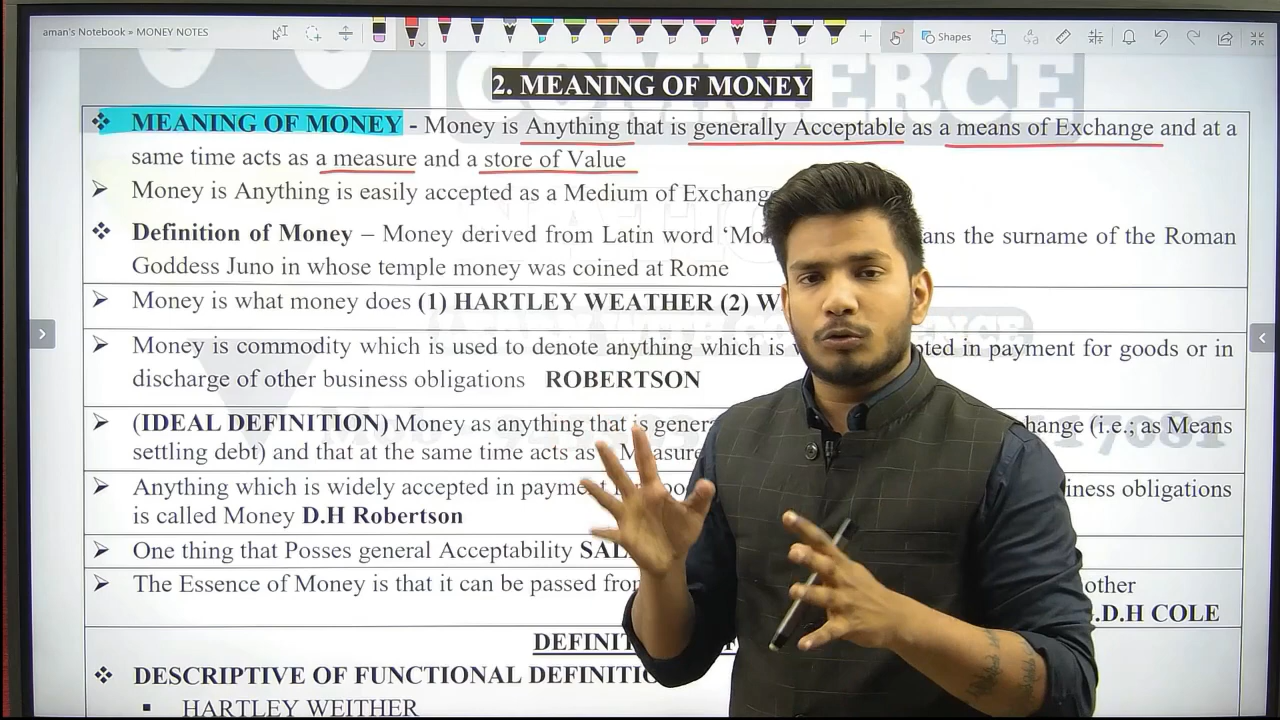 aman's Notebook » MONEY NOTES
Shapes
COMMERCE
2. MEANING OF MONEY
❖ MEANING OF MONEY - Money is Anything that is generally Acceptable as a means of Exchange and at a
same time acts as a measure and a store of Value
➢ Money is Anything is easily accepted as a Medium of Exchange
❖ Definition of Money – Money derived from Latin word ‘Mon ans the surname of the Roman
Goddess Juno in whose temple money was coined at Rome
➢ Money is what money does (1) HARTLEY WEATHER (2) W
➢ Money is commodity which is used to denote anything which is w pted in payment for goods or in
discharge of other business obligations ROBERTSON
➢ (IDEAL DEFINITION) Money as anything that is genera hange (i.e.; as Means
settling debt) and that at the same time acts as Measure
➢ Anything which is widely accepted in payment iness obligations
is called Money D.H Robertson
➢ One thing that Posses general Acceptability SAL
➢ The Essence of Money is that it can be passed from other
.D.H COLE
DEFINIT
❖ DESCRIPTIVE OF FUNCTIONAL DEFINITIO
▪ HARTLEY WEITHER